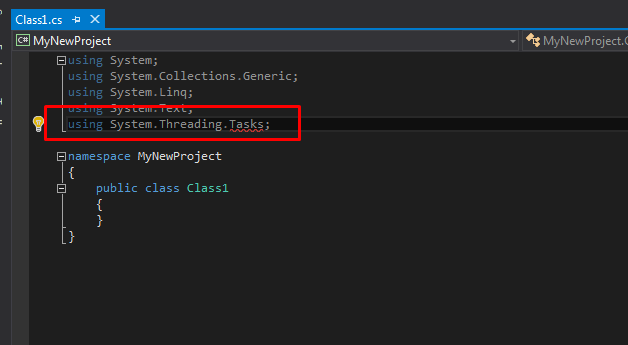 Class1.cs
MyNewProject
MyNewProject.
using System;
using System.Collections.Generic;
using System.Linq;
using System.Text;
using System.Threading.Tasks;
namespace MyNewProject
{
public class Class1
{
}
}